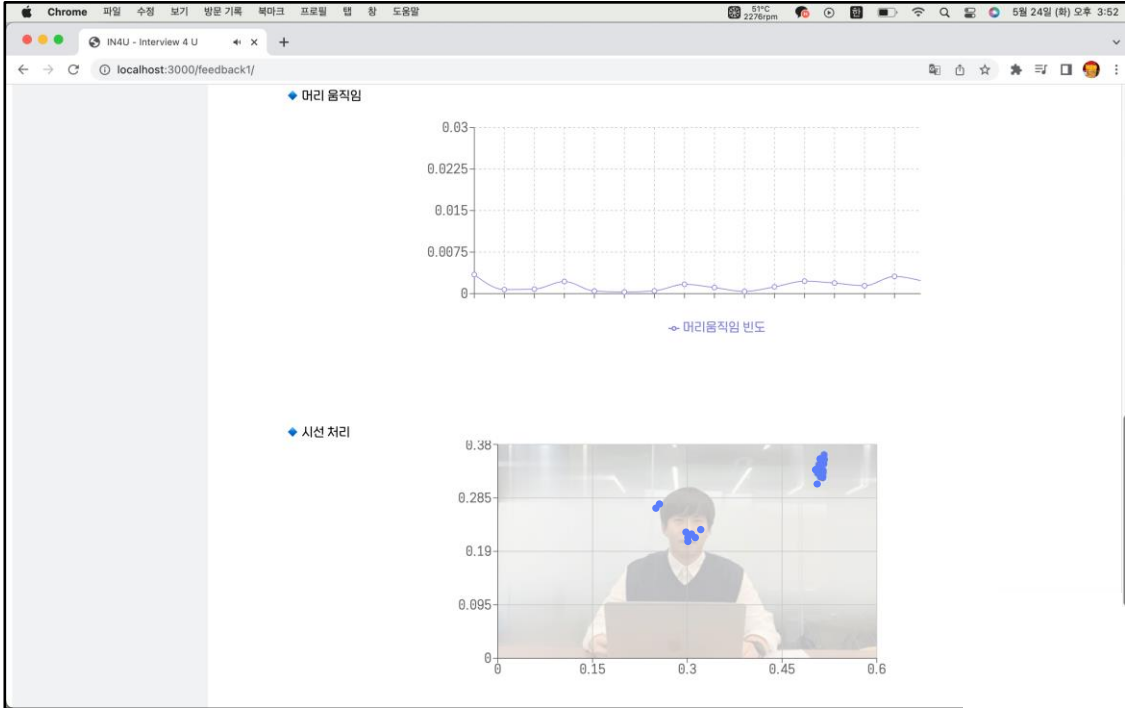 Chrome 파일 수정 보기 방문 기록 북마크 프로필 탭 창 도움말 51°C 2276rpm 한 5월 24일 (화) 오후 3:52
IN4U - Interview 4 U
localhost:3000/feedback1/
머리 움직임
0.03
0.0225
0.015
0.0075
0
머리움직임 빈도
시선 처리
0.38
0.285
0.19
0.095
0
0 0.15 0.3 0.45 0.6